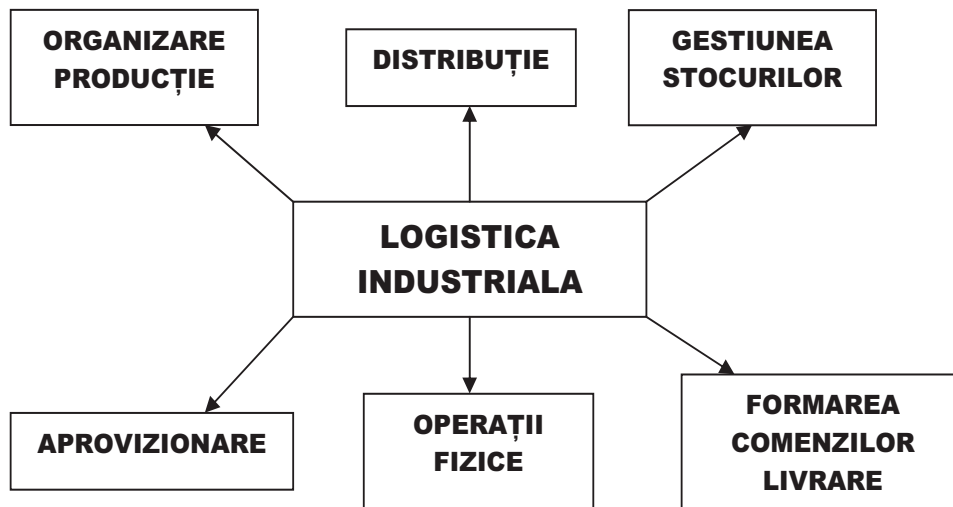 ORGANIZARE
PRODUCȚIE
DISTRIBUȚIE
GESTIUNEA
STOCURILOR
LOGISTICA
INDUSTRIALA
APROVIZIONARE
OPERAȚII
FIZICE
FORMAREA
COMENZILOR
LIVRARE